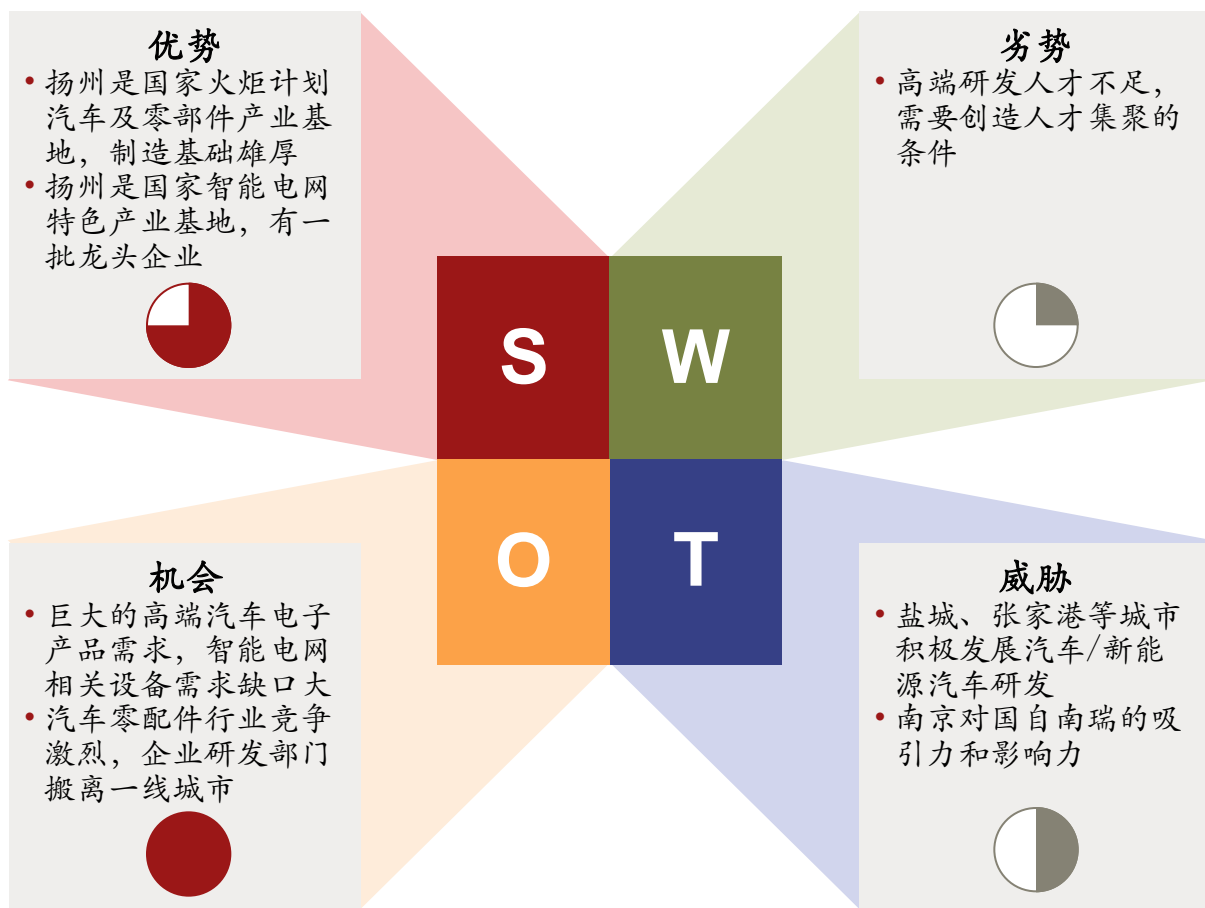 优势
• 扬州是国家火炬计划
汽车及零部件产业基
地，制造基础雄厚
• 扬州是国家智能电网
特色产业基地，有一
批龙头企业
劣势
• 高端研发人才不足，
需要创造人才集聚的
条件
S
W
O
T
机会
• 巨大的高端汽车电子
产品需求，智能电网
相关设备需求缺口大
• 汽车零配件行业竞争
激烈，企业研发部门
搬离一线城市
威胁
• 盐城、张家港等城市
积极发展汽车/新能
源汽车研发
• 南京对国自南瑞的吸
引力和影响力